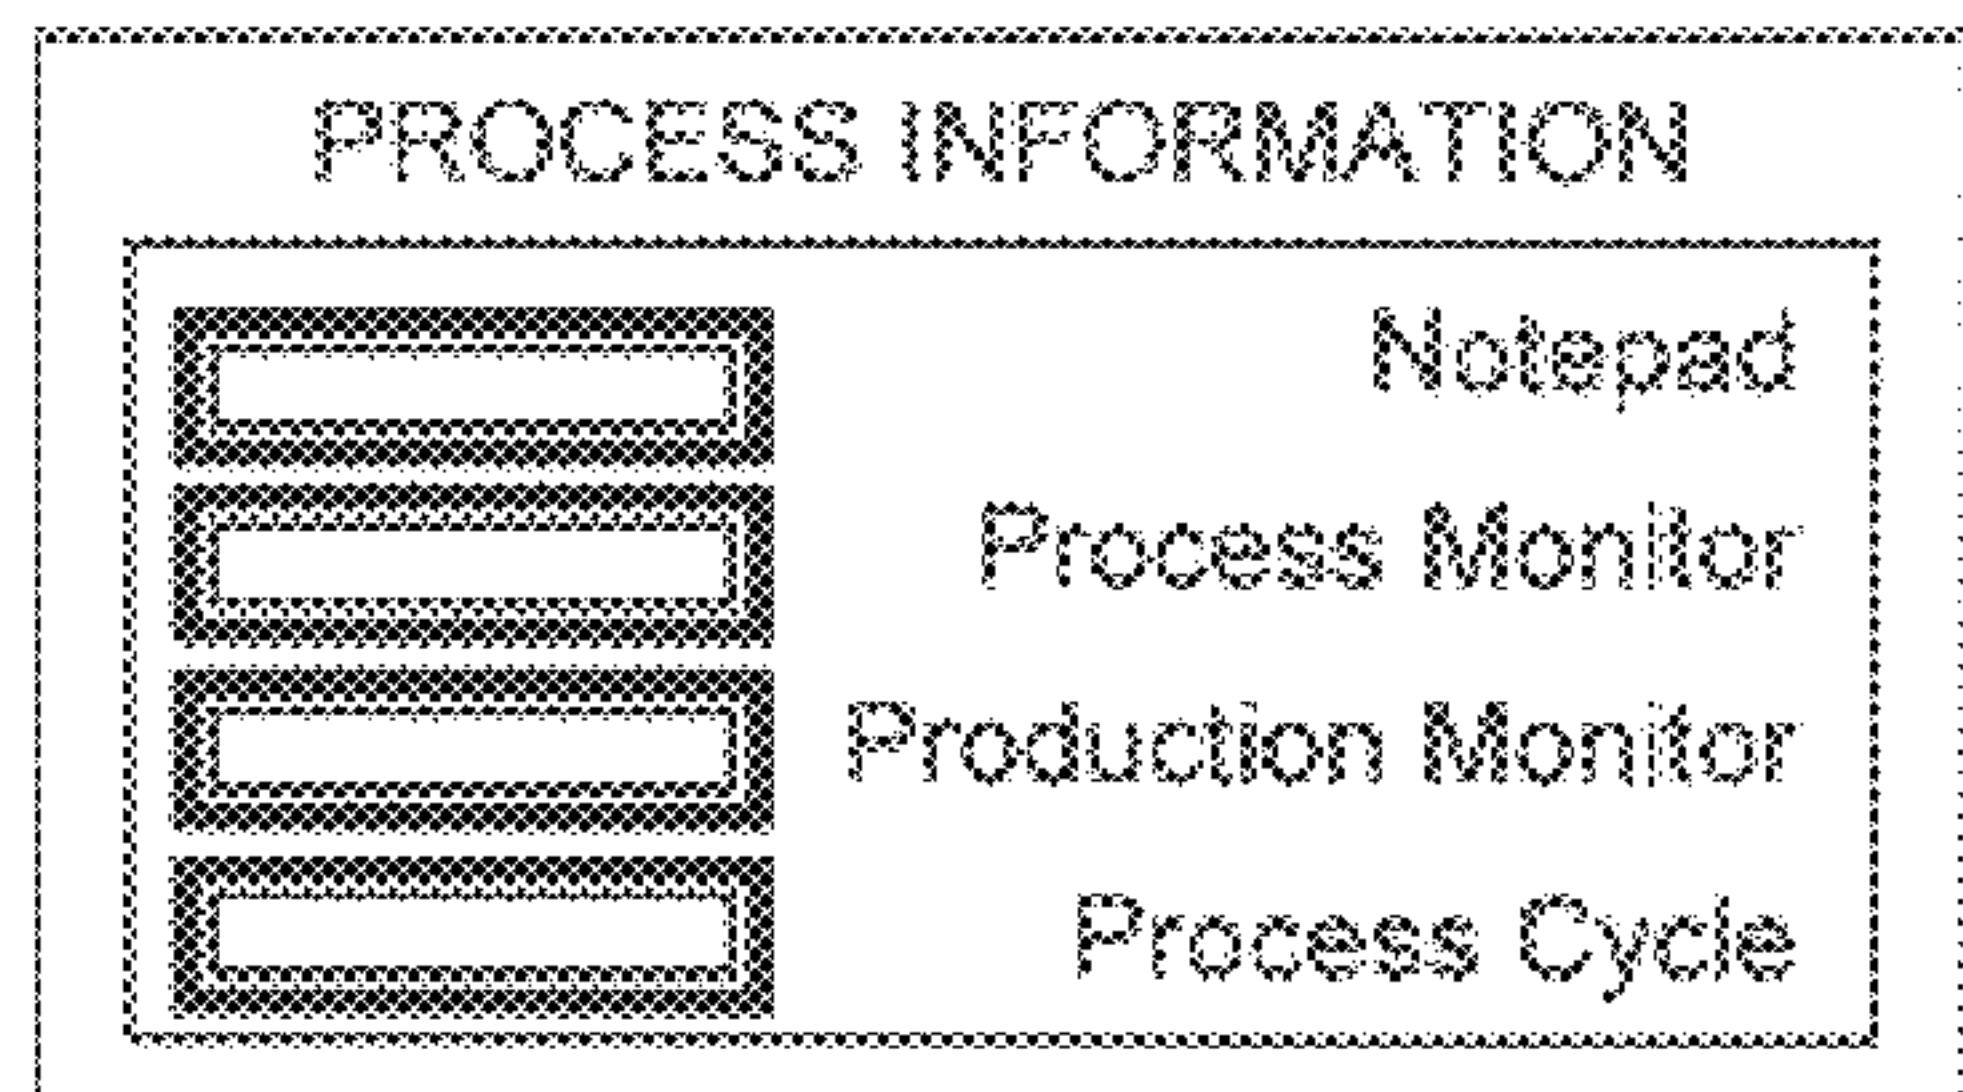 PROCESS INFORMATION
Notepad
Process Monitor
Production Monitor
Process Cycle